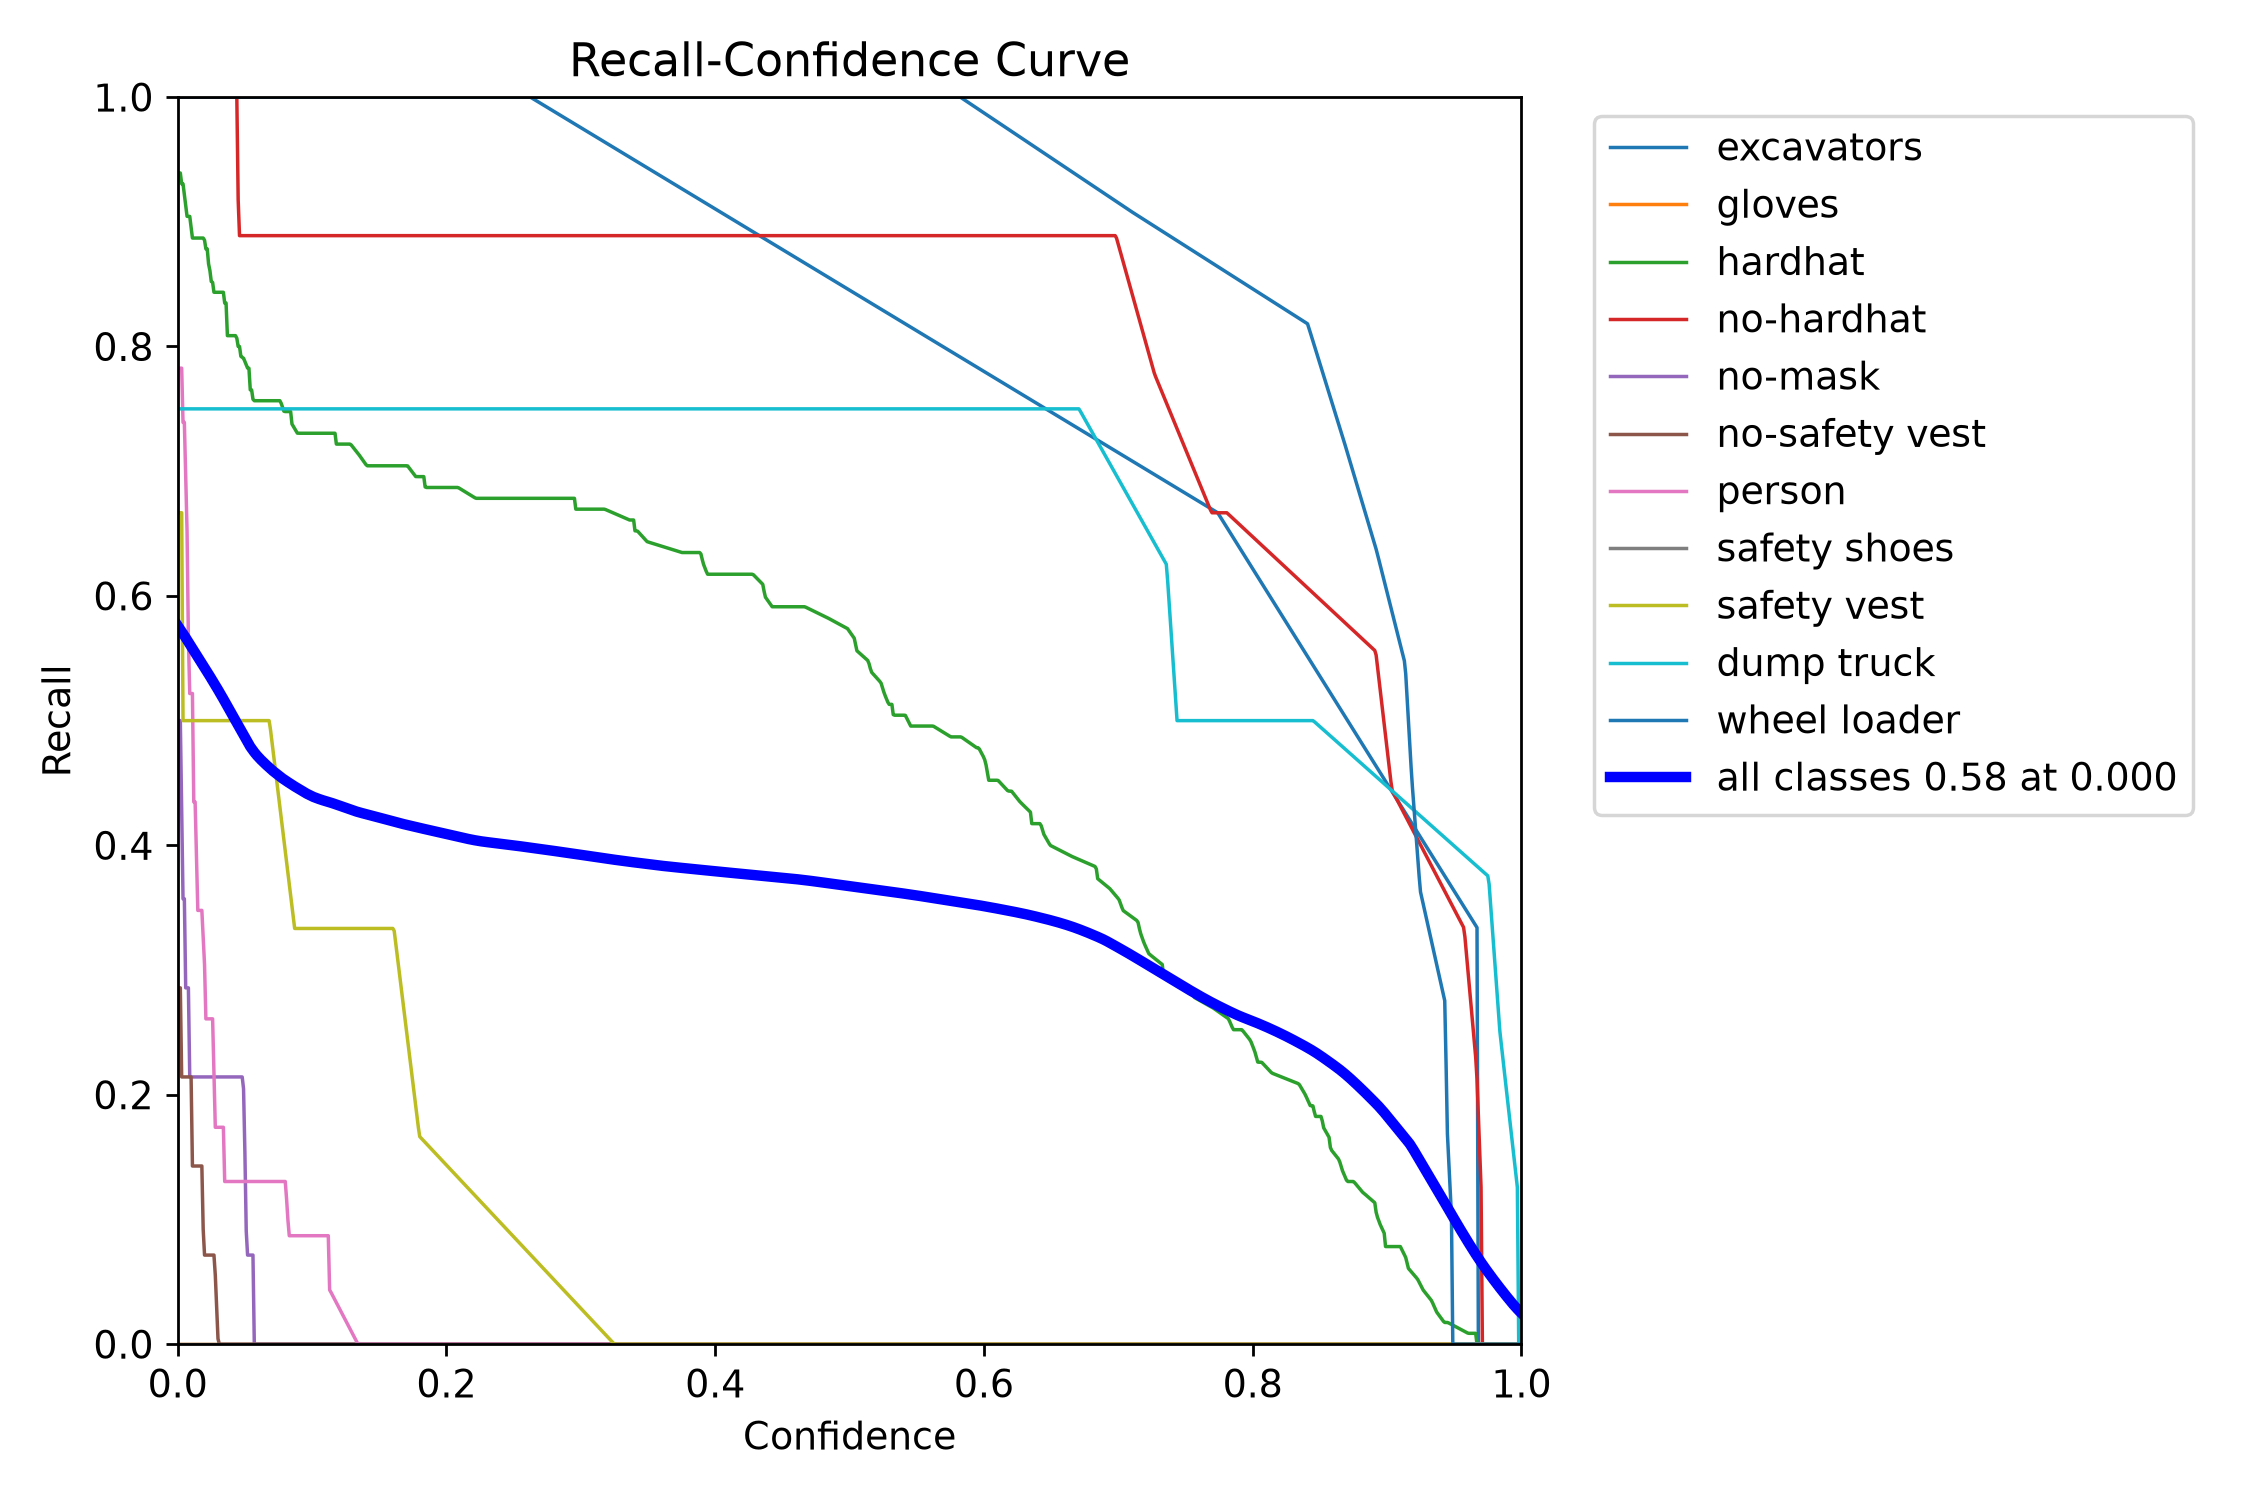 Recall-Confidence Curve
1.0
0.8
0.6
0.4
0.2
0.0
Recall
0.0 0.2 0.4 0.6 0.8 1.0
Confidence
excavators
gloves
hardhat
no-hardhat
no-mask
no-safety vest
person
safety shoes
safety vest
dump truck
wheel loader
all classes 0.58 at 0.000